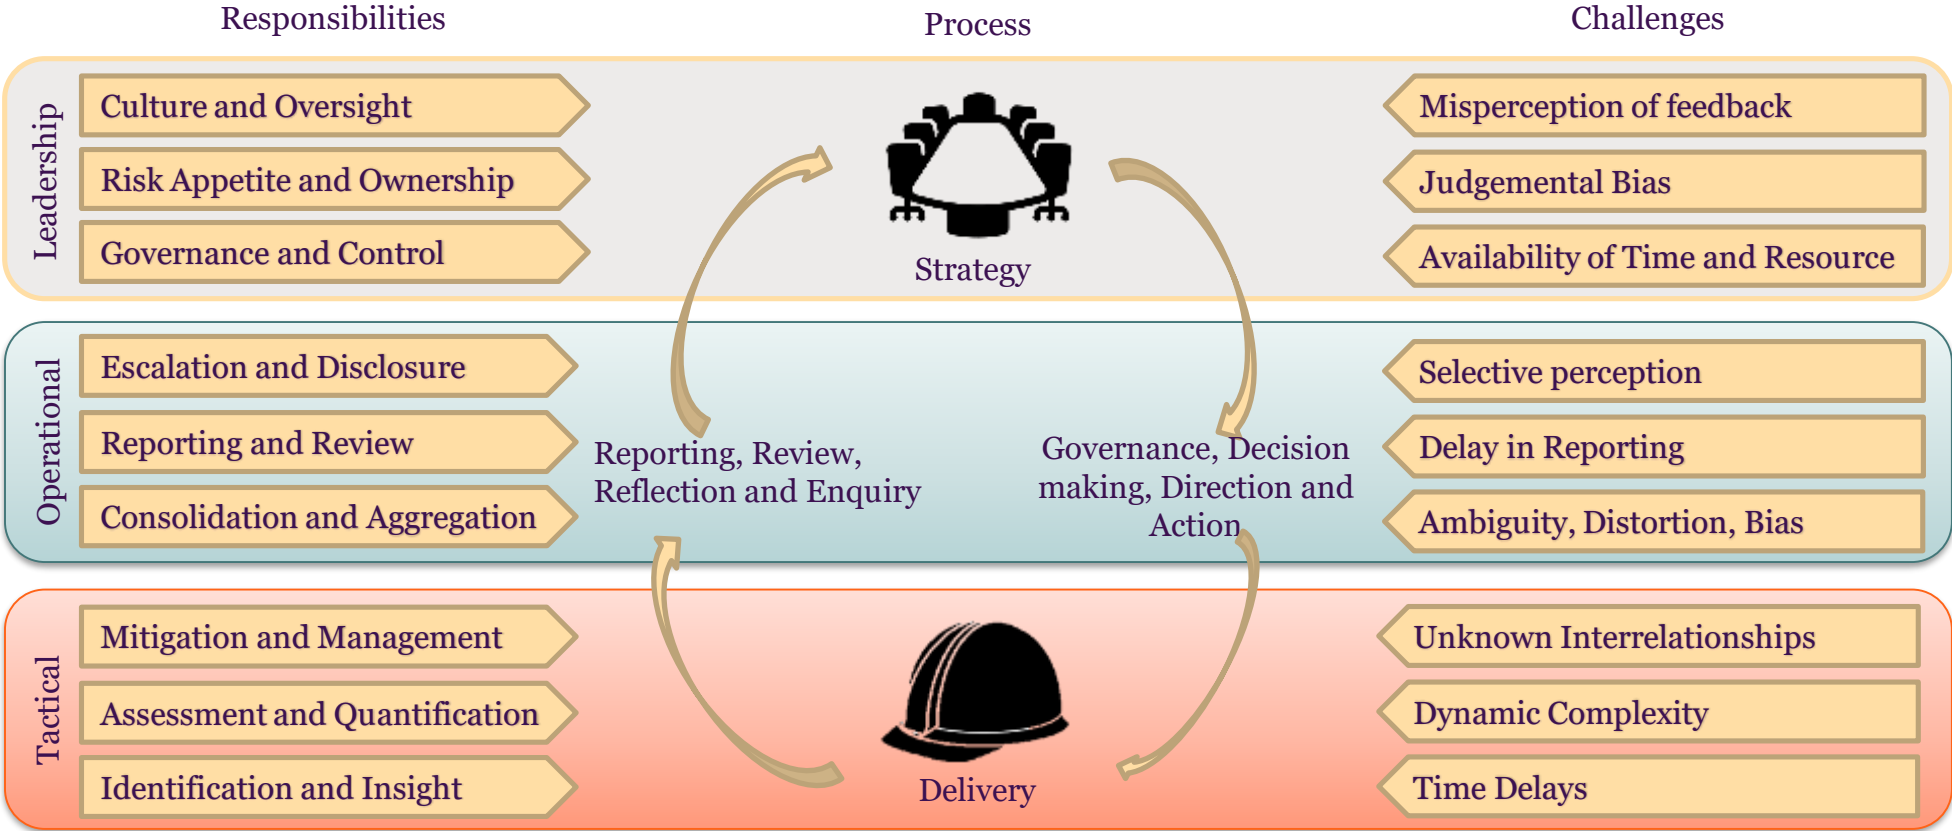 Responsibilities
Process
Challenges
Leadership
Culture and Oversight
Risk Appetite and Ownership
Governance and Control
Strategy
Misperception of feedback
Judgemental Bias
Availability of Time and Resource
Operational
Escalation and Disclosure
Reporting and Review
Consolidation and Aggregation
Reporting, Review,
Reflection and Enquiry
Governance, Decision
making, Direction and
Action
Selective perception
Delay in Reporting
Ambiguity, Distortion, Bias
Tactical
Mitigation and Management
Assessment and Quantification
Identification and Insight
Delivery
Unknown Interrelationships
Dynamic Complexity
Time Delays